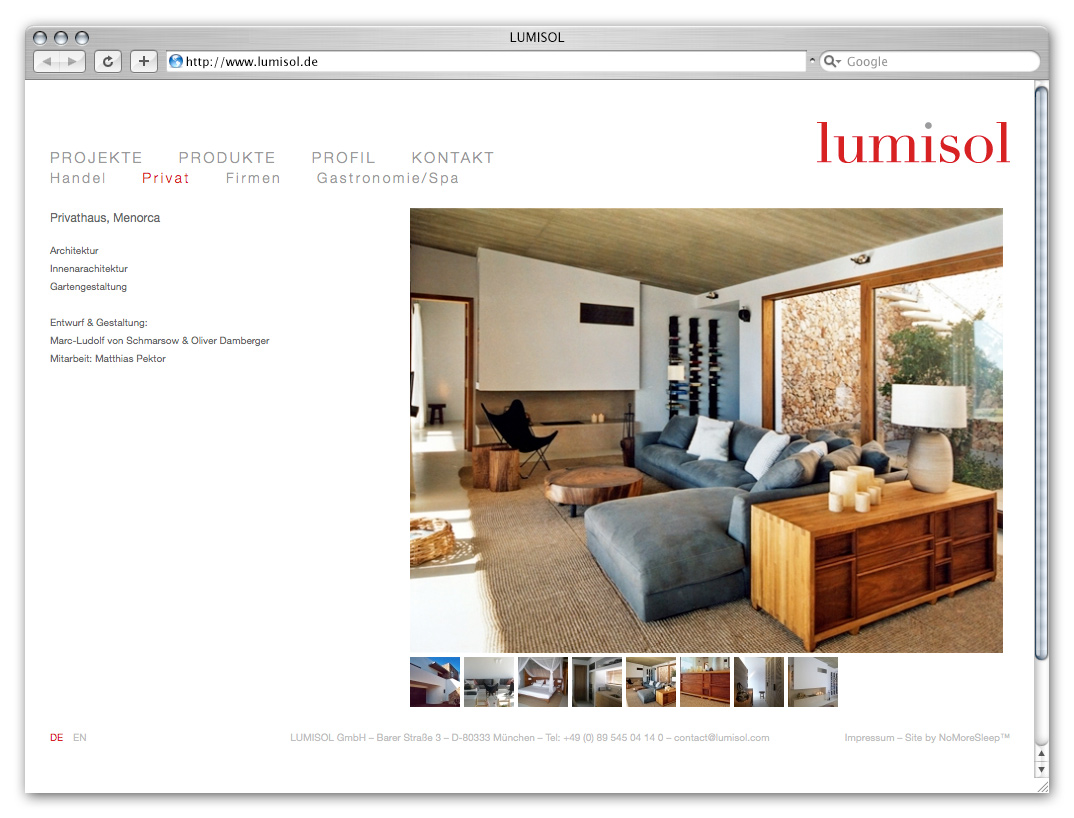 LUMISOL
http://www.lumisol.de
Google
lumisol
PROJEKTE PRODUKTE PROFIL KONTAKT
Handel Privat Firmen Gastronomie/Spa
Privathaus, Menorca
Architektur
Innenarachitektur
Gartengestaltung
Entwurf & Gestaltung:
Marc-Ludolf von Schmarsow & Oliver Damberger
Mitarbeit: Matthias Pektor
DE EN
LUMISOL GmbH – Barer Straße 3 – D-80333 München – Tel: +49 (0) 89 545 04 14 0 – contact@lumisol.com
Impressum – Site by NoMoreSleep™